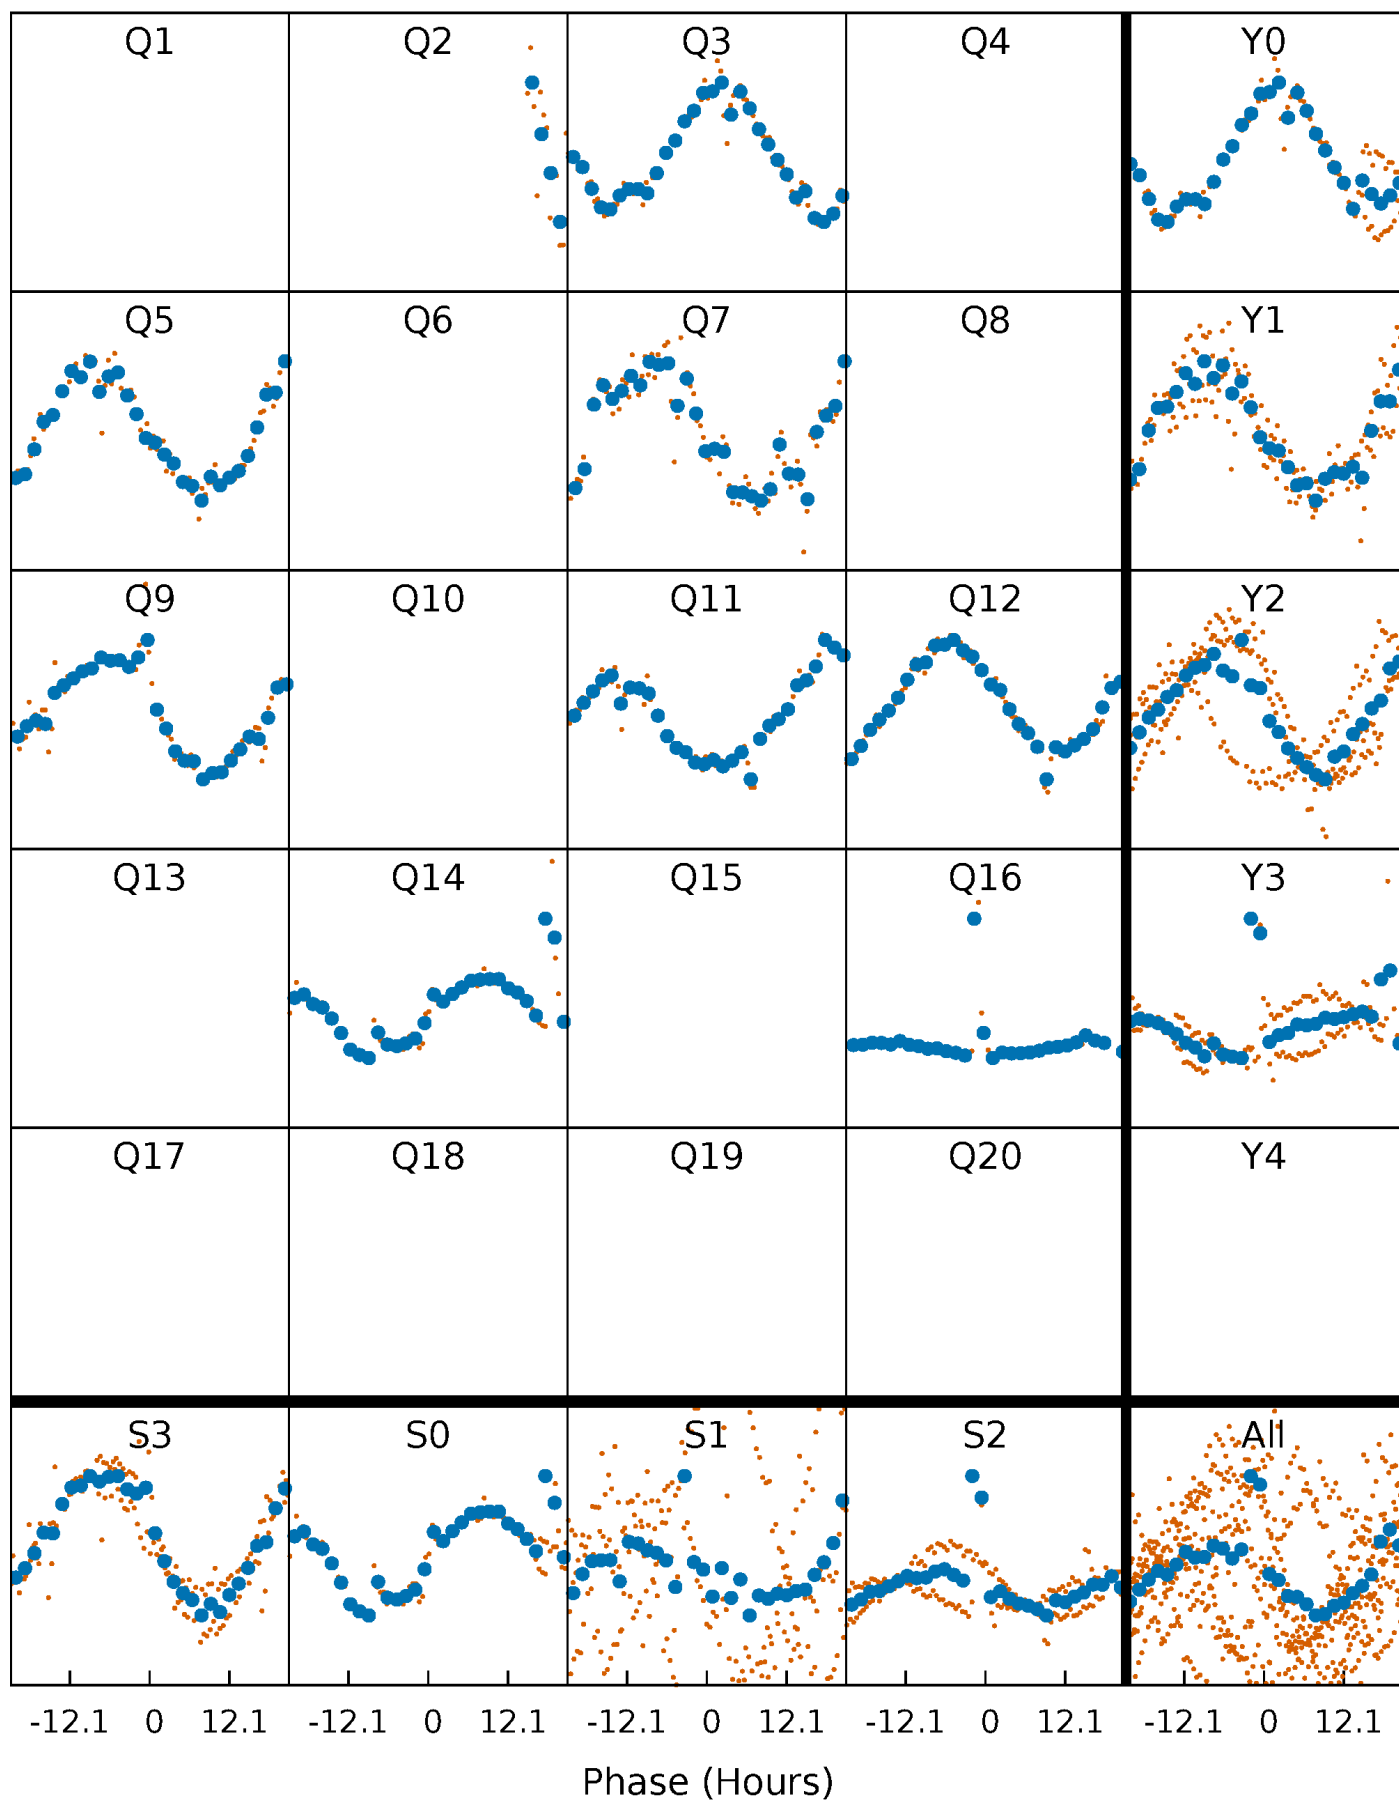 Q1 Q2 Q3 Q4 Y0
Q5 Q6 Q7 Q8 Y1
Q9 Q10 Q11 Q12 Y2
Q13 Q14 Q15 Q16 Y3
Q17 Q18 Q19 Q20 Y4
S3 S0 S1 S2 All
-12.1 0 12.1 -12.1 0 12.1 -12.1 0 12.1 -12.1 0 12.1 -12.1 0 12.1
Phase (Hours)